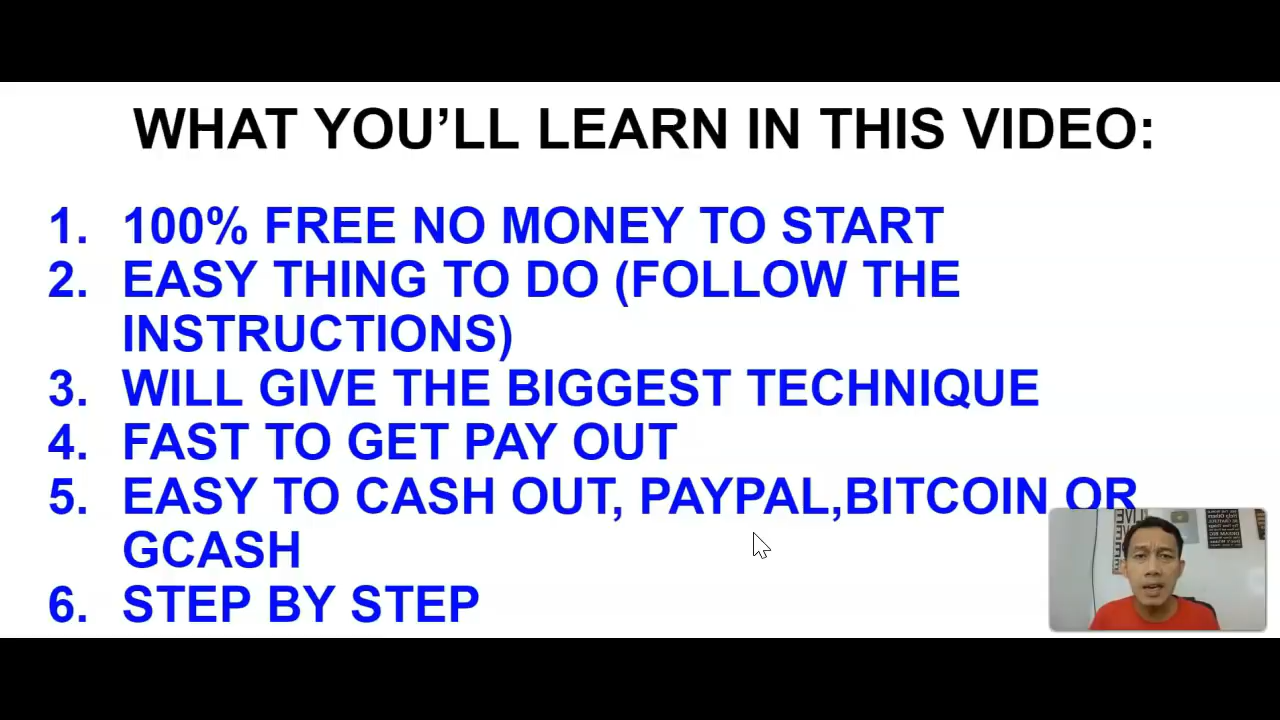 WHAT YOU’LL LEARN IN THIS VIDEO:
1. 100% FREE NO MONEY TO START
2. EASY THING TO DO (FOLLOW THE
INSTRUCTIONS)
3. WILL GIVE THE BIGGEST TECHNIQUE
4. FAST TO GET PAY OUT
5. EASY TO CASH OUT, PAYPAL,BITCOIN OR
GCASH
6. STEP BY STEP